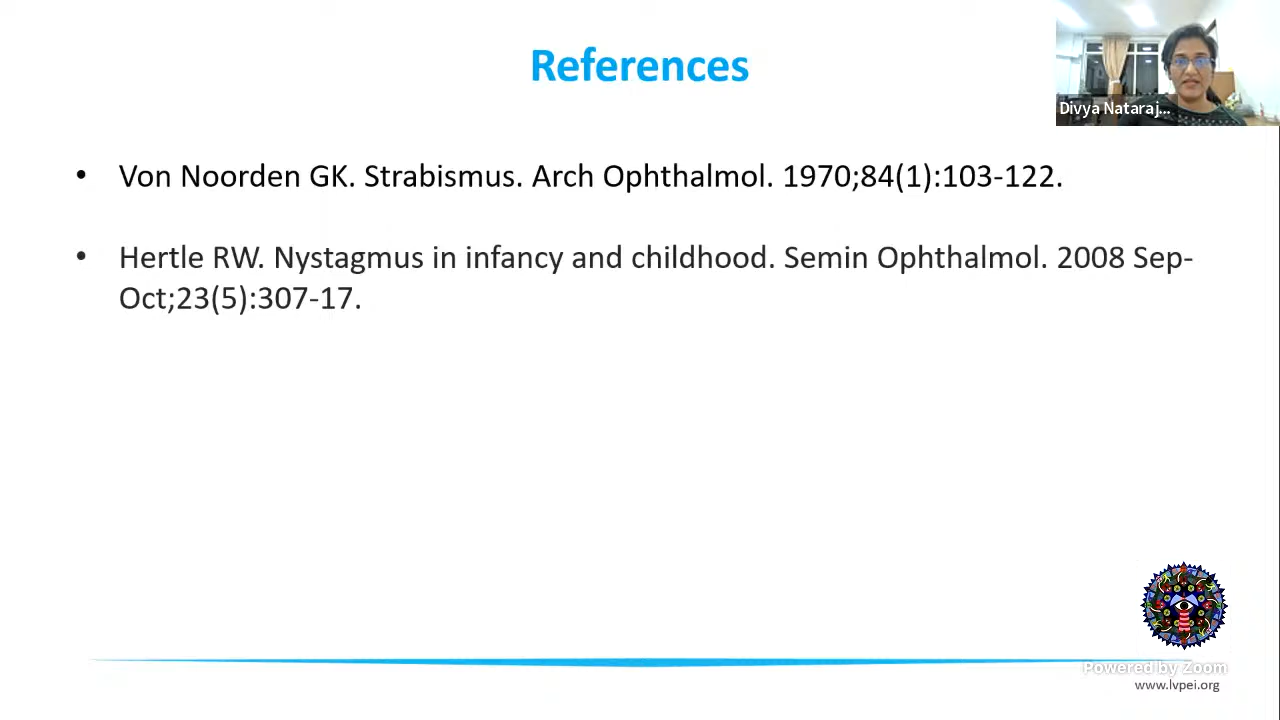 References
Divya Nataraj...
• Von Noorden GK. Strabismus. Arch Ophthalmol. 1970;84(1):103-122.
• Hertle RW. Nystagmus in infancy and childhood. Semin Ophthalmol. 2008 Sep-
Oct;23(5):307-17.
Powered by Zoom
www.lvpei.org